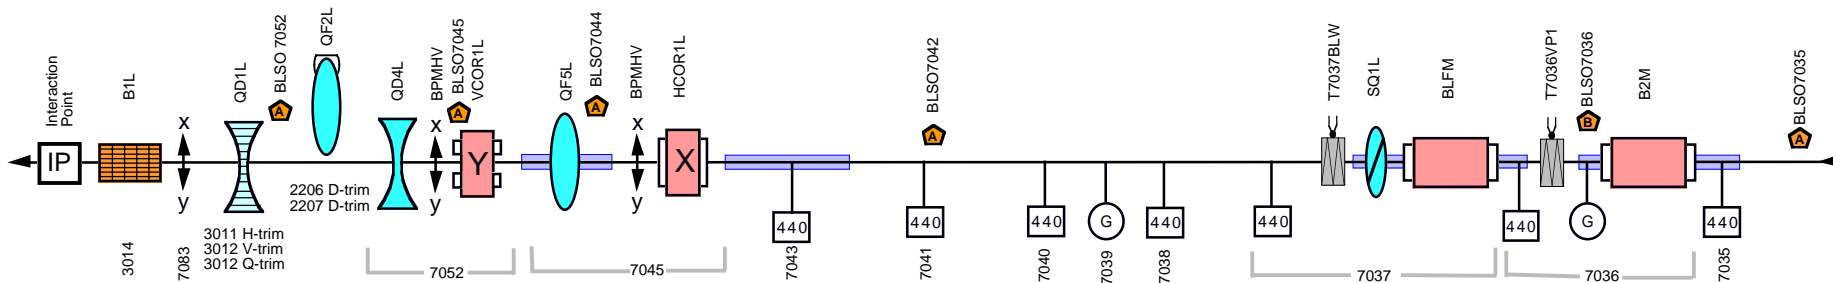 Interaction
Point
B1L
QD1L
BLSO 7052
QF2L
QD4L
BPMHV
BLSO7045
VCOR1L
QF5L
BLSO7044
BPMHV
HCOR1L
BLSO7042
T7037BLW
SQ1L
BLFM
T7036VP1
BLSO7036
B2M
BLSO7035
A
A
A
A
B
A
x
x
x
IP
Y
X
y
y
y
2206 D-trim
2207 D-trim
3011 H-trim
3012 V-trim
3012 Q-trim
440
440
440
G
440
440
440
G
440
3014
7083
7052
7045
7043
7041
7040
7039
7038
7037
7036
7035